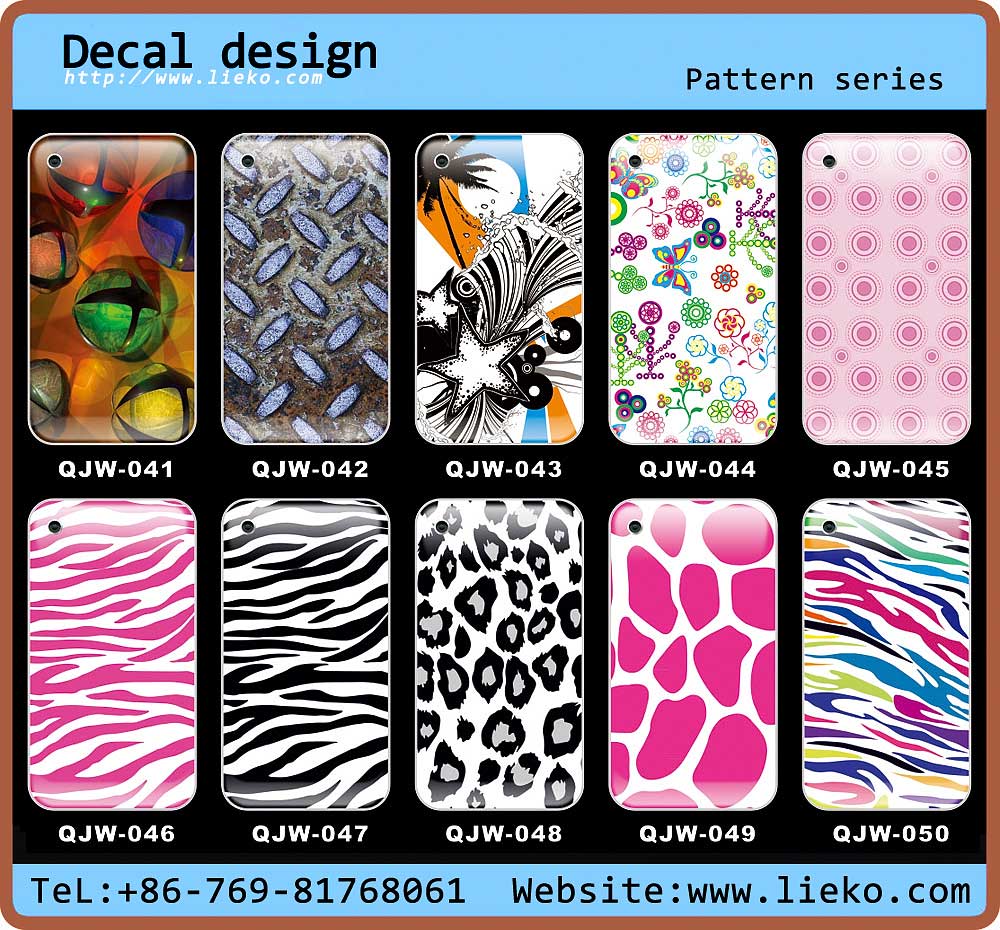 Decal design
http://www.lieko.com
Pattern series
QJW-041 QJW-042 QJW-043 QJW-044 QJW-045
QJW-046 QJW-047 QJW-048 QJW-049 QJW-050
TeL:+86-769-81768061 Website:www.lieko.com